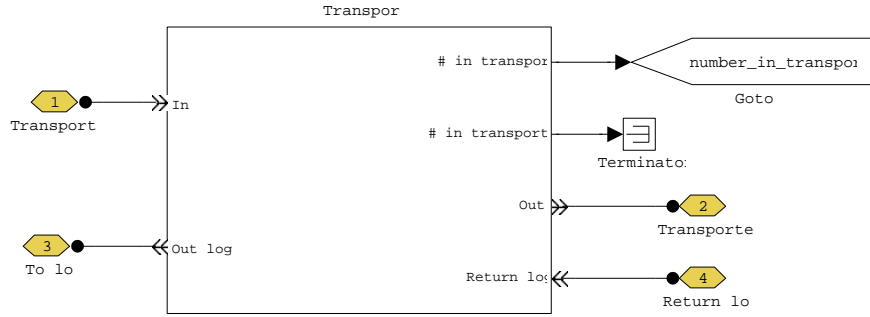 Transpor
# in transpor
number_in_transpor
Goto
1
In
Transport
# in transport
Terminato
Out
2
Transporte
3
Out log
To lo
Return log
4
Return lo